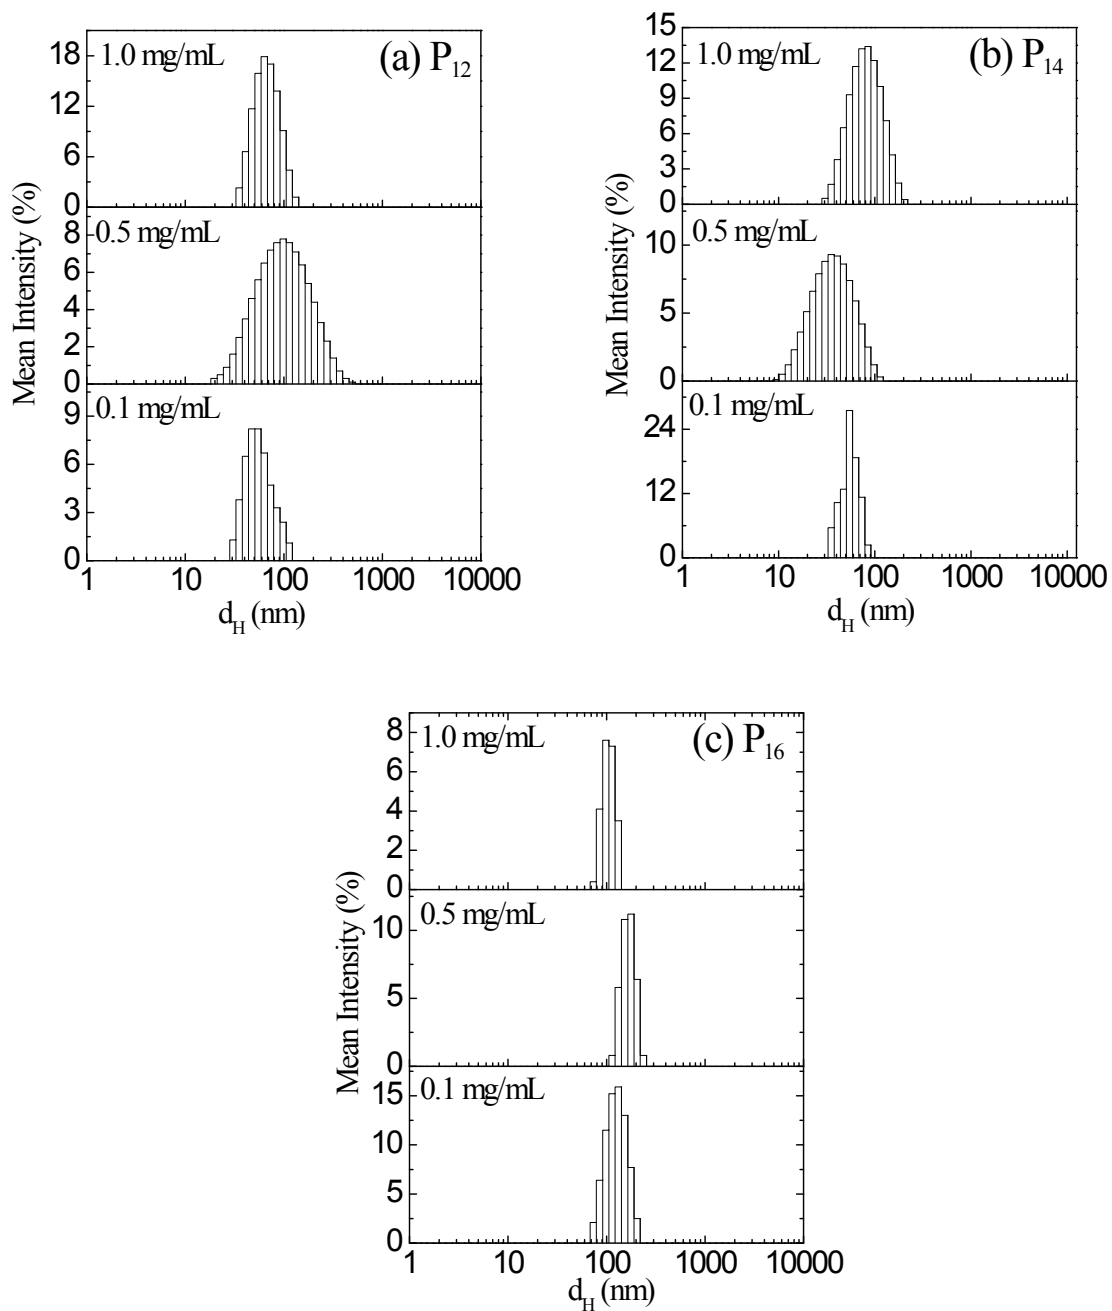 (a) P12
1.0 mg/mL
18
12
6
0
0.5 mg/mL
8
6
4
2
0
0.1 mg/mL
9
6
3
0
Mean Intensity (%)
1 10 100 1000 10000
dH (nm)
(b) P14
1.0 mg/mL
15
12
9
6
3
0
0.5 mg/mL
10
5
0
0.1 mg/mL
24
12
0
Mean Intensity (%)
1 10 100 1000 10000
dH (nm)
(c) P16
1.0 mg/mL
8
6
4
2
0
0.5 mg/mL
10
5
0
0.1 mg/mL
15
10
5
0
Mean Intensity (%)
1 10 100 1000 10000
dH (nm)